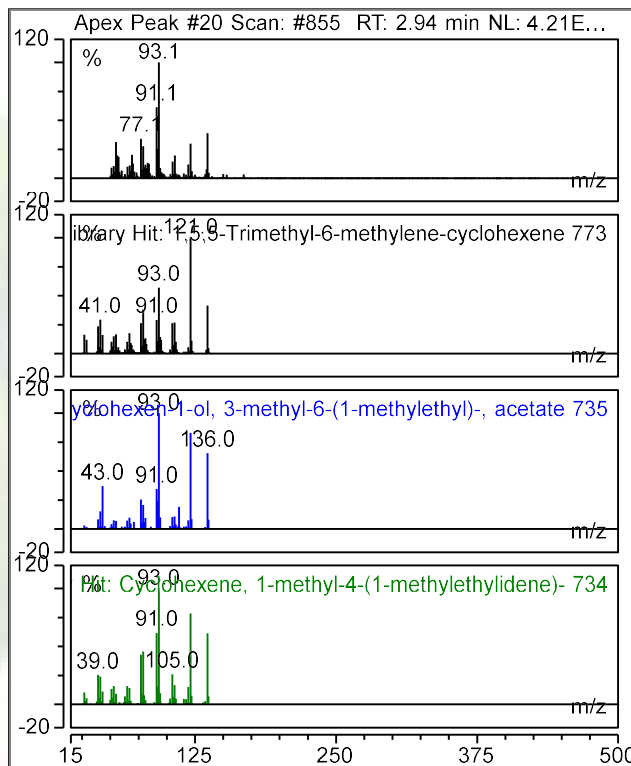 Apex Peak #20 Scan: #855 RT: 2.94 min NL: 4.21E...
120
%
93.1
91.1
77.1
m/z
-20
120
%
ibrary Hit: 1,5,5-Trimethyl-6-methylene-cyclohexene 773
121.0
93.0
41.0 91.0
m/z
-20
120
%
yclohexen-1-ol, 3-methyl-6-(1-methylethyl)-, acetate 735
93.0
136.0
43.0 91.0
m/z
-20
120
%
Hit: Cyclohexene, 1-methyl-4-(1-methylethylidene)- 734
93.0
91.0
39.0 105.0
m/z
-20
15 125 250 375 500